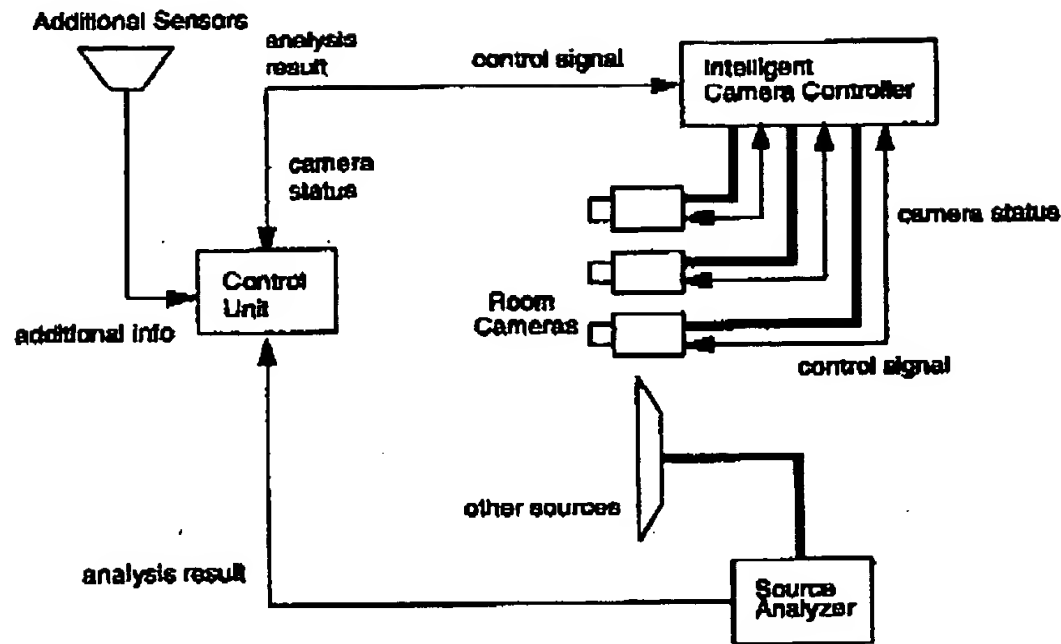 Additional Sensors
analysis
result
control signal
Intelligent
Camera Controller
camera
status
camera status
Control
Unit
additional info
Room
Cameras
control signal
other sources
analysis result
Source
Analyzer